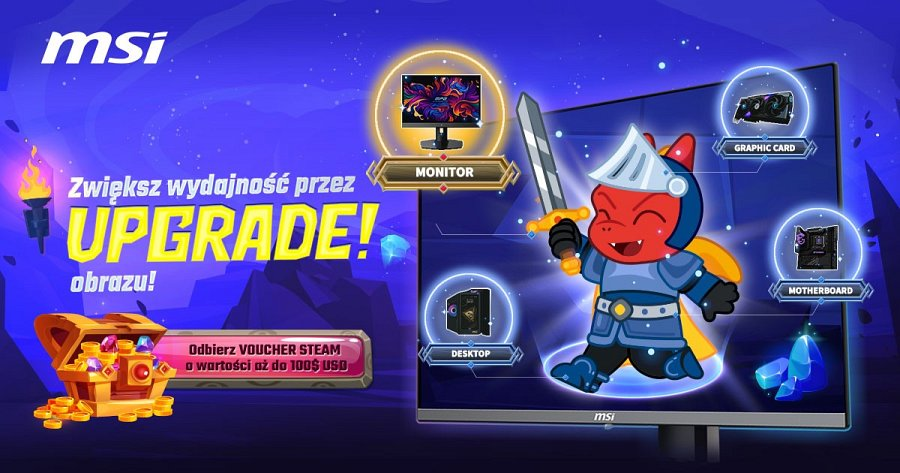 msi
Zwiększ wydajność przez
UPGRADE!
obrazu!
Odbierz VOUCHER STEAM
o wartości aż do 100$ USD
MONITOR
GRAPHIC CARD
MOTHERBOARD
DESKTOP
msi